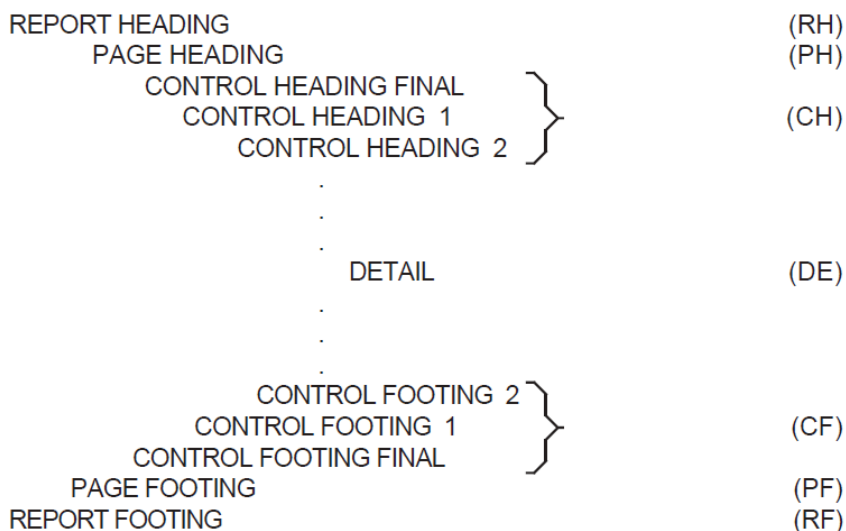 REPORT HEADING (RH)
PAGE HEADING (PH)
CONTROL HEADING FINAL
CONTROL HEADING 1 (CH)
CONTROL HEADING 2
.
.
.
DETAIL (DE)
.
.
.
CONTROL FOOTING 2
CONTROL FOOTING 1 (CF)
CONTROL FOOTING FINAL
PAGE FOOTING (PF)
REPORT FOOTING (RF)